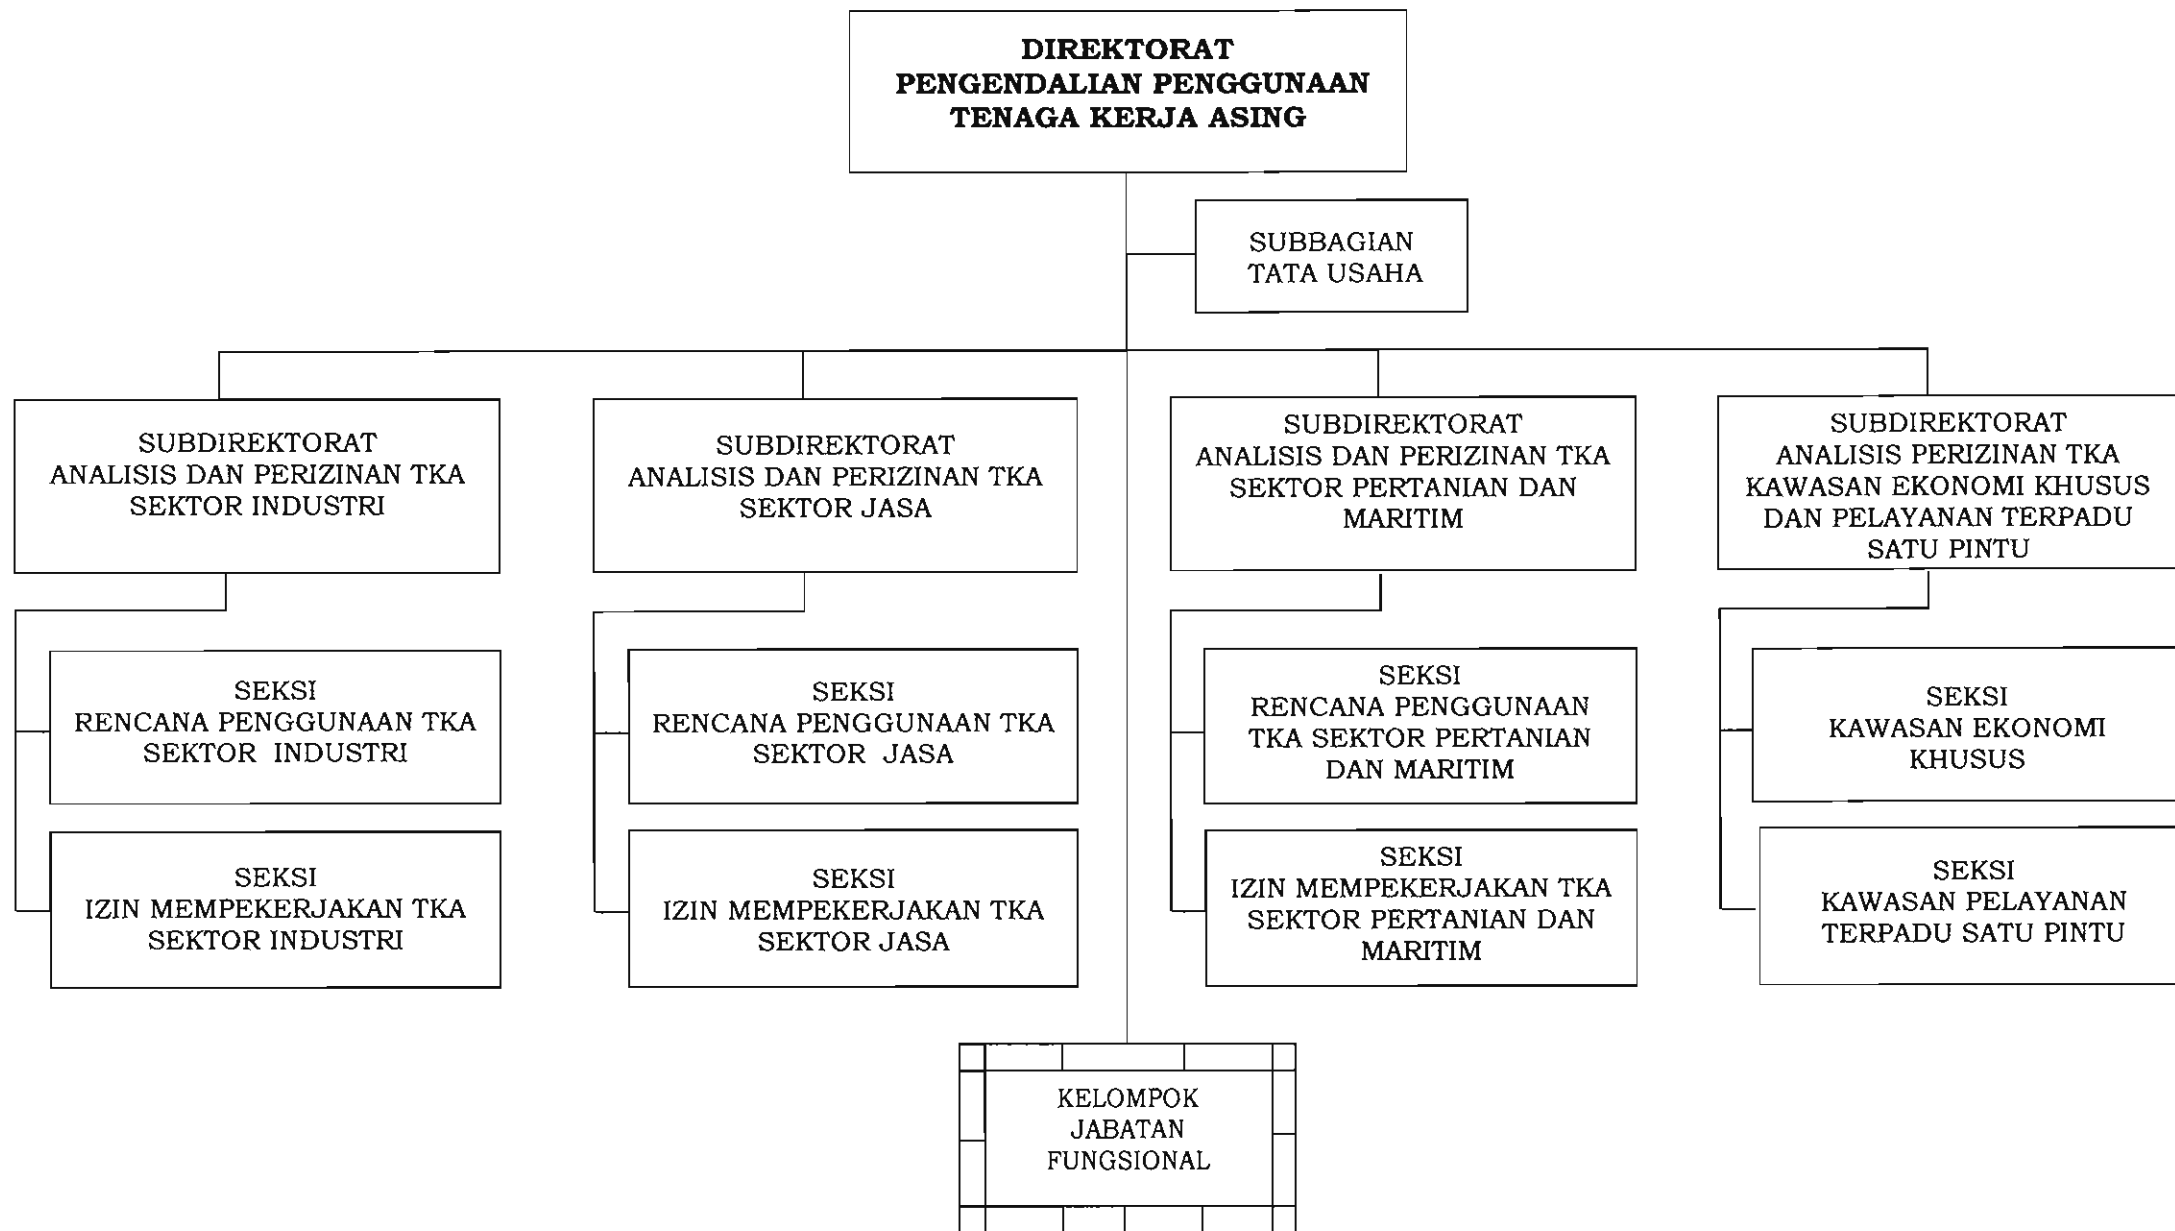 DIREKTORAT
PENGENDALIAN PENGGUNAAN
TENAGA KERJA ASING
SUBBAGIAN
TATA USAHA
SUBDIREKTORAT
ANALISIS DAN PERIZINAN TKA
SEKTOR INDUSTRI
SUBDIREKTORAT
ANALISIS DAN PERIZINAN TKA
SEKTOR JASA
SUBDIREKTORAT
ANALISIS DAN PERIZINAN TKA
SEKTOR PERTANIAN DAN
MARITIM
SUBDIREKTORAT
ANALISIS PERIZINAN TKA
KAWASAN EKONOMI KHUSUS
DAN PELAYANAN TERPADU
SATU PINTU
SEKSI
RENCANA PENGGUNAAN TKA
SEKTOR INDUSTRI
SEKSI
RENCANA PENGGUNAAN TKA
SEKTOR JASA
SEKSI
RENCANA PENGGUNAAN
TKA SEKTOR PERTANIAN
DAN MARITIM
SEKSI
KAWASAN EKONOMI
KHUSUS
SEKSI
IZIN MEMPEKERJAKAN TKA
SEKTOR INDUSTRI
SEKSI
IZIN MEMPEKERJAKAN TKA
SEKTOR JASA
SEKSI
IZIN MEMPEKERJAKAN TKA
SEKTOR PERTANIAN DAN
MARITIM
SEKSI
KAWASAN PELAYANAN
TERPADU SATU PINTU
KELOMPOK
JABATAN
FUNGSIONAL